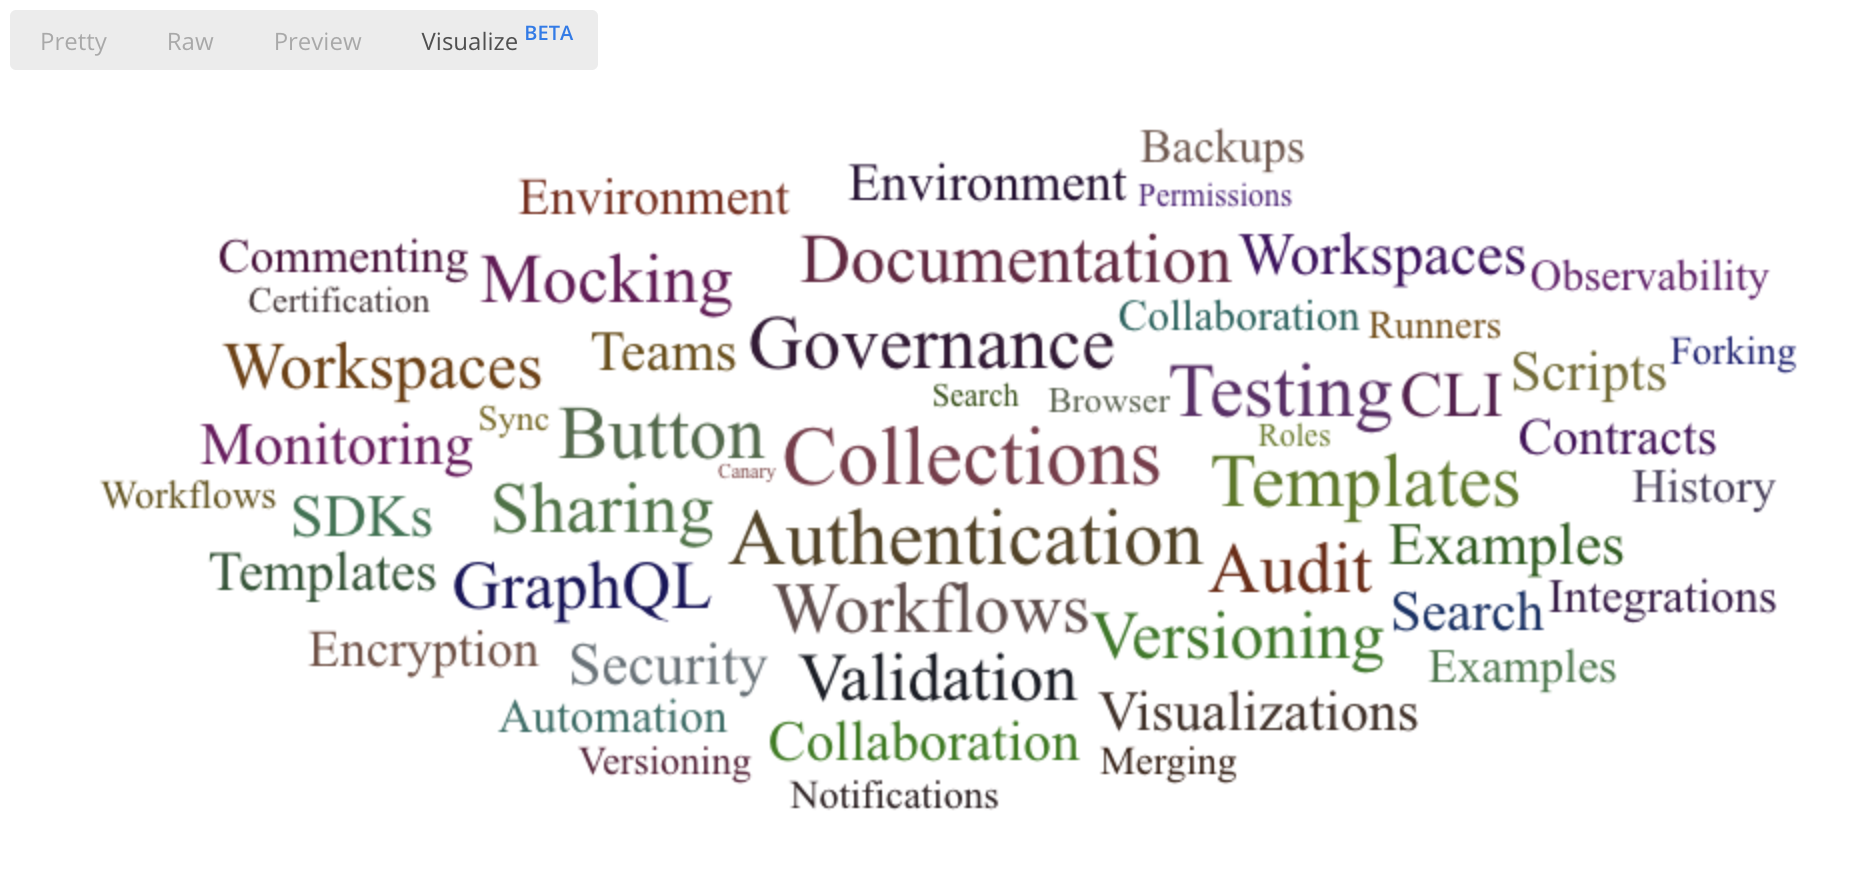 Pretty Raw Preview Visualize BETA
Backups
Environment Environment Permissions
Commenting Mocking Documentation Workspaces Observability
Certification Collaboration Runners
Workspaces Teams Governance Forking
Search Browser Testing CLI Scripts
Monitoring Sync Button Collections Roles Contracts
Canary
Workflows SDKs Sharing Templates History
Authentication Examples
Templates GraphQL Workflows Audit Search Integrations
Encryption Security Validation Versioning Examples
Automation Collaboration Visualizations
Versioning Merging
Notifications